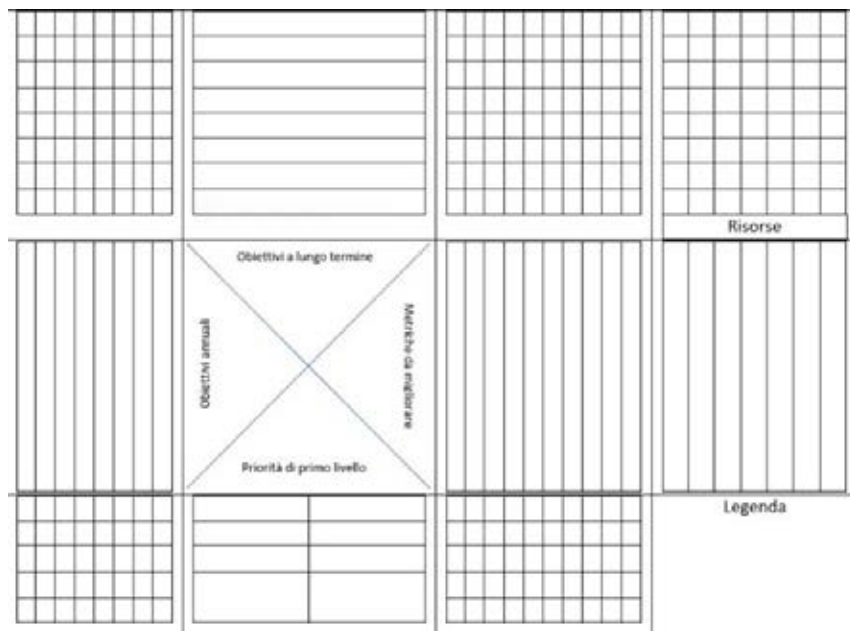 Risorse
Obiettivi a lungo termine
Obiettivi annuali
Metriche da migliorare
Priorità di primo livello
Legenda